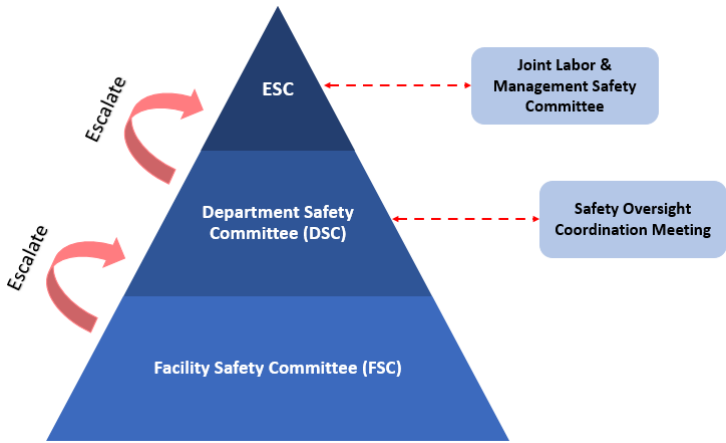 ESC
Joint Labor &
Management Safety
Committee
Escalate
Department Safety
Committee (DSC)
Safety Oversight
Coordination Meeting
Escalate
Facility Safety Committee (FSC)